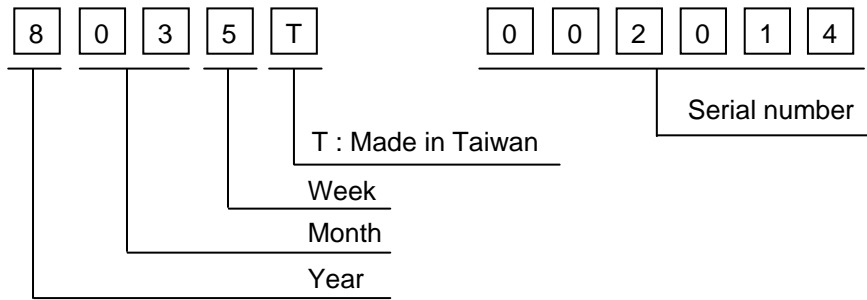 8 0 3 5 T 0 0 2 0 1 4
Serial number
T : Made in Taiwan
Week
Month
Year